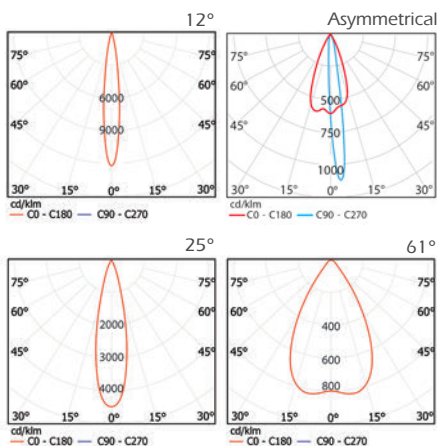 12°
75° 75°
60° 60°
6000
45° 9000 45°
30° 15° 0° 15° 30°
cd/klm
C0 - C180 C90 - C270
Asymmetrical
75° 75°
60° 60°
500
45° 750 45°
1000
30° 15° 0° 15° 30°
cd/klm
C0 - C180 C90 - C270
25°
75° 75°
60° 2000 60°
45° 3000 45°
4000
30° 15° 0° 15° 30°
cd/klm
C0 - C180 C90 - C270
61°
75° 75°
60° 400 60°
45° 600 45°
800
30° 15° 0° 15° 30°
cd/klm
C0 - C180 C90 - C270